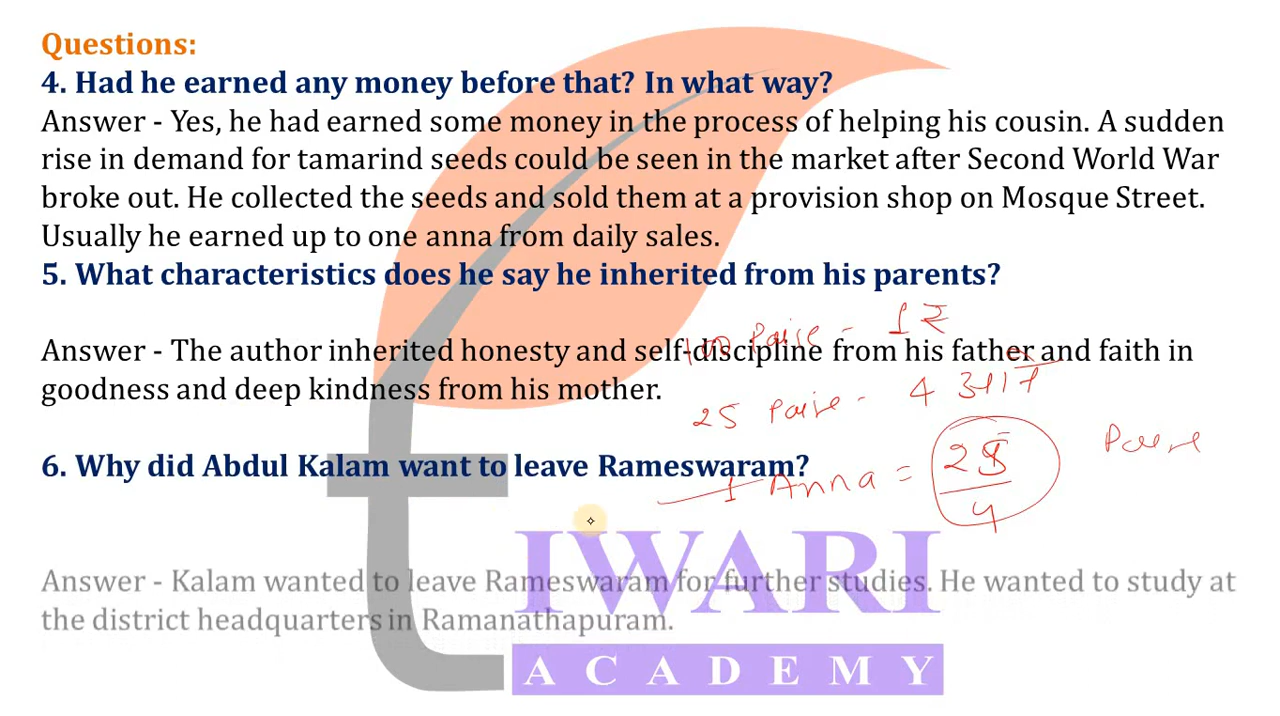 Questions:
4. Had he earned any money before that? In what way?
Answer - Yes, he had earned some money in the process of helping his cousin. A sudden
rise in demand for tamarind seeds could be seen in the market after Second World War
broke out. He collected the seeds and sold them at a provision shop on Mosque Street.
Usually he earned up to one anna from daily sales.
5. What characteristics does he say he inherited from his parents?
100 Paise - 1 ₹
Answer - The author inherited honesty and self-discipline from his father and faith in
goodness and deep kindness from his mother.
25 Paise - 4 आना
6. Why did Abdul Kalam want to leave Rameswaram?
1 Anna = 25/4 Paise
Answer - Kalam wanted to leave Rameswaram for further studies. He wanted to study at
the district headquarters in Ramanathapuram.
TIWARI
ACADEMY